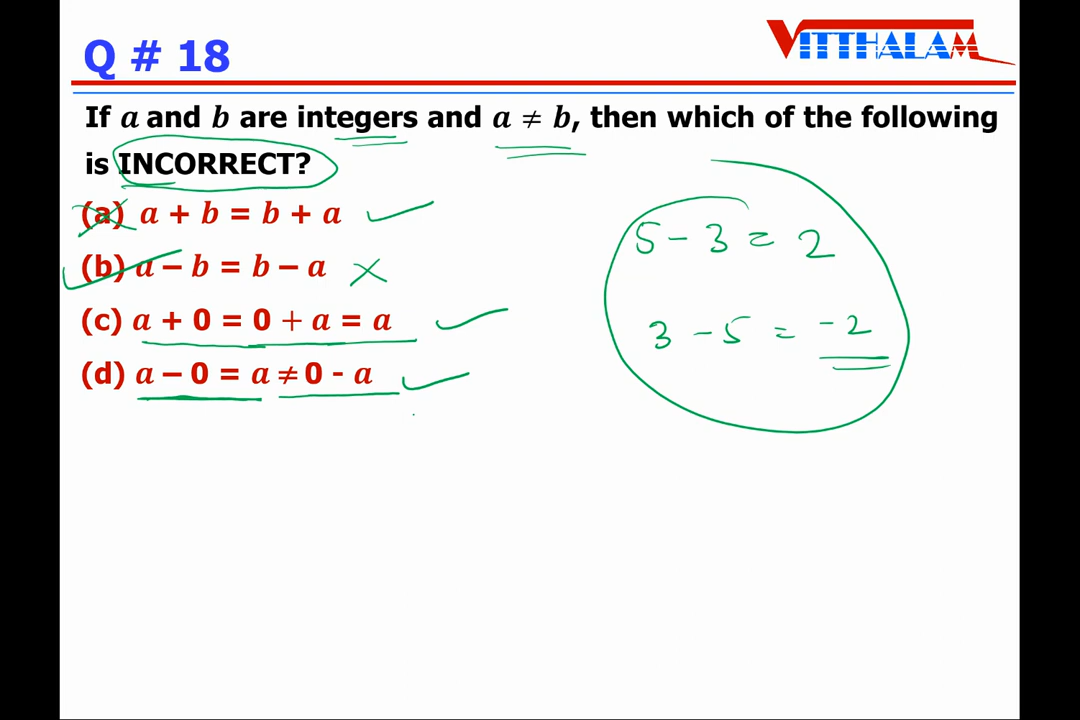 Q # 18
VITTHALAM
If a and b are integers and a ≠ b, then which of the following
is INCORRECT?
(a) a + b = b + a
(b) a − b = b − a
(c) a + 0 = 0 + a = a
(d) a − 0 = a ≠ 0 - a
5 - 3 = 2
3 - 5 = -2